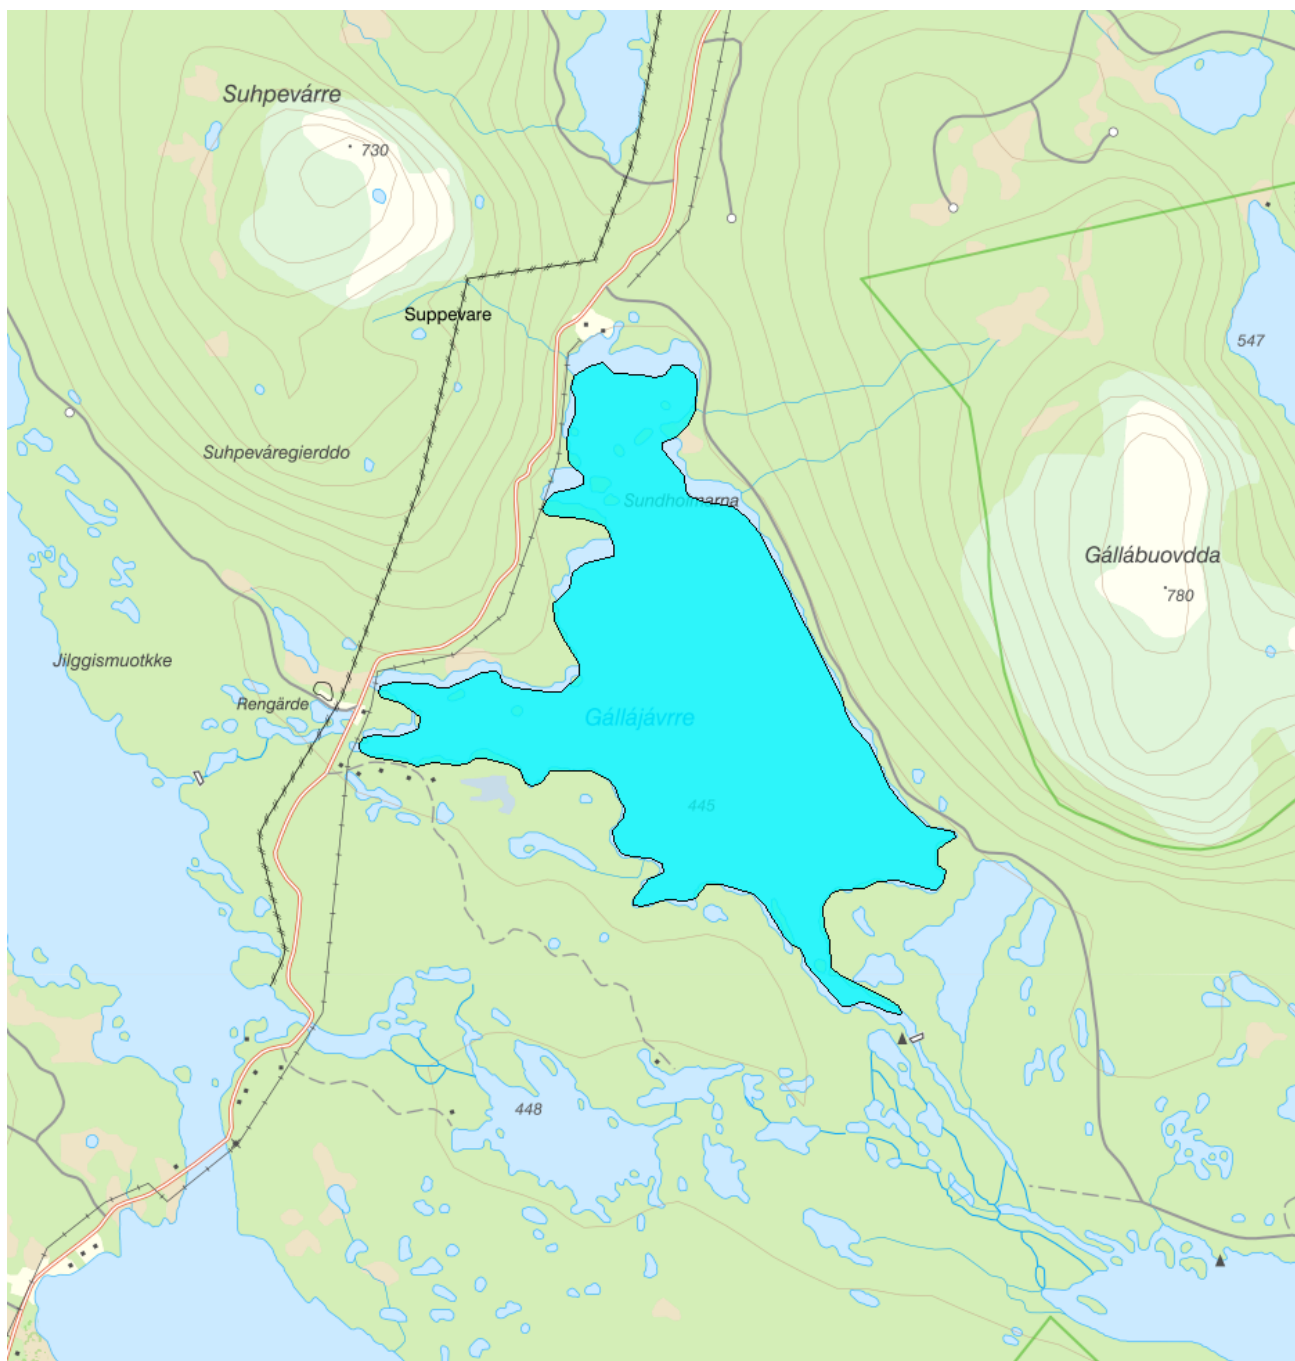 Suhpevárre
730
Suppevare
547
Suhpeváregierddo
Sundholmarna
Gállábuovdda
780
Jilggismuotkke
Rengärde
Gállájávrre
445
448